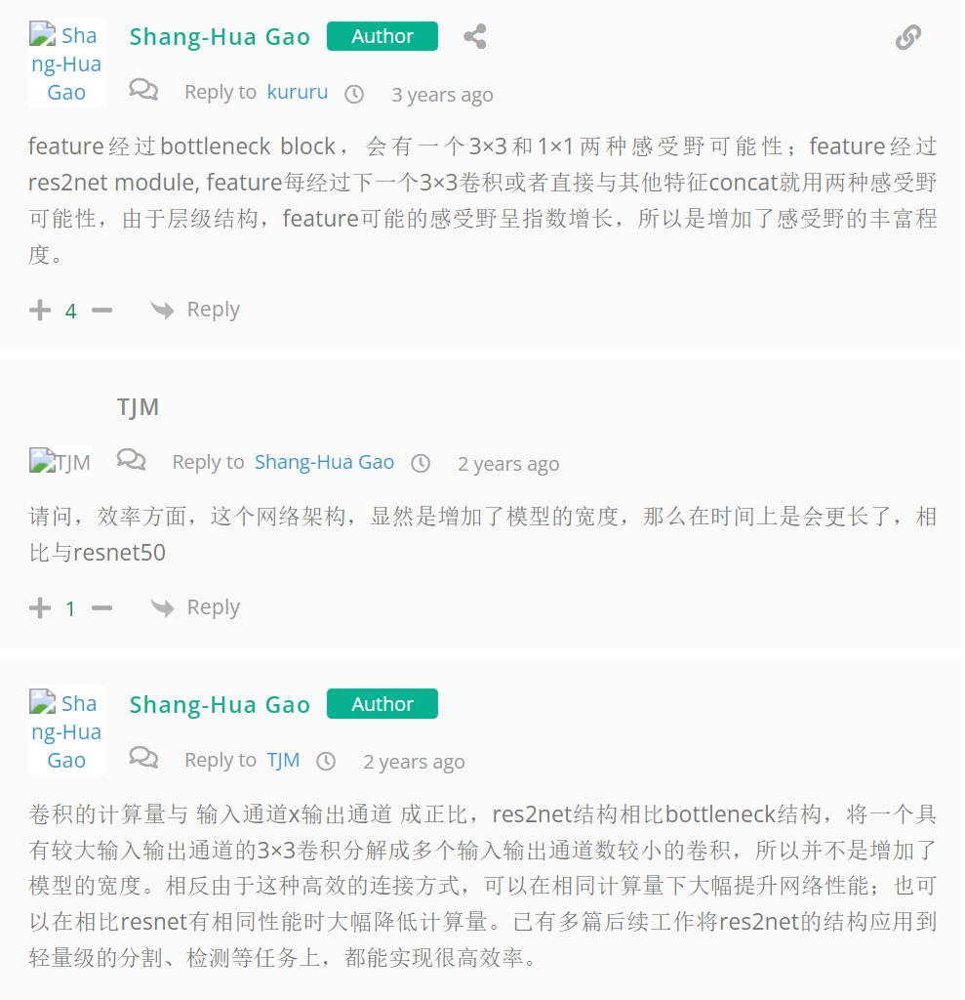 Shang-Hua Gao
Shang-Hua Gao Author
Reply to kururu 3 years ago
feature经过bottleneck block，会有一个3×3和1×1两种感受野可能性；feature经过
res2net module, feature每经过下一个3×3卷积或者直接与其他特征concat就用两种感受野
可能性，由于层级结构，feature可能的感受野呈指数增长，所以是增加了感受野的丰富程
度。
4 Reply
TJM
TJM
Reply to Shang-Hua Gao 2 years ago
请问，效率方面，这个网络架构，显然是增加了模型的宽度，那么在时间上是会更长了，相
比与resnet50
1 Reply
Shang-Hua Gao
Shang-Hua Gao Author
Reply to TJM 2 years ago
卷积的计算量与 输入通道x输出通道 成正比，res2net结构相比bottleneck结构，将一个具
有较大输入输出通道的3×3卷积分解成多个输入输出通道数较小的卷积，所以并不是增加了
模型的宽度。相反由于这种高效的连接方式，可以在相同计算量下大幅提升网络性能；也可
以在相比resnet有相同性能时大幅降低计算量。已有多篇后续工作将res2net的结构应用到
轻量级的分割、检测等任务上，都能实现很高效率。